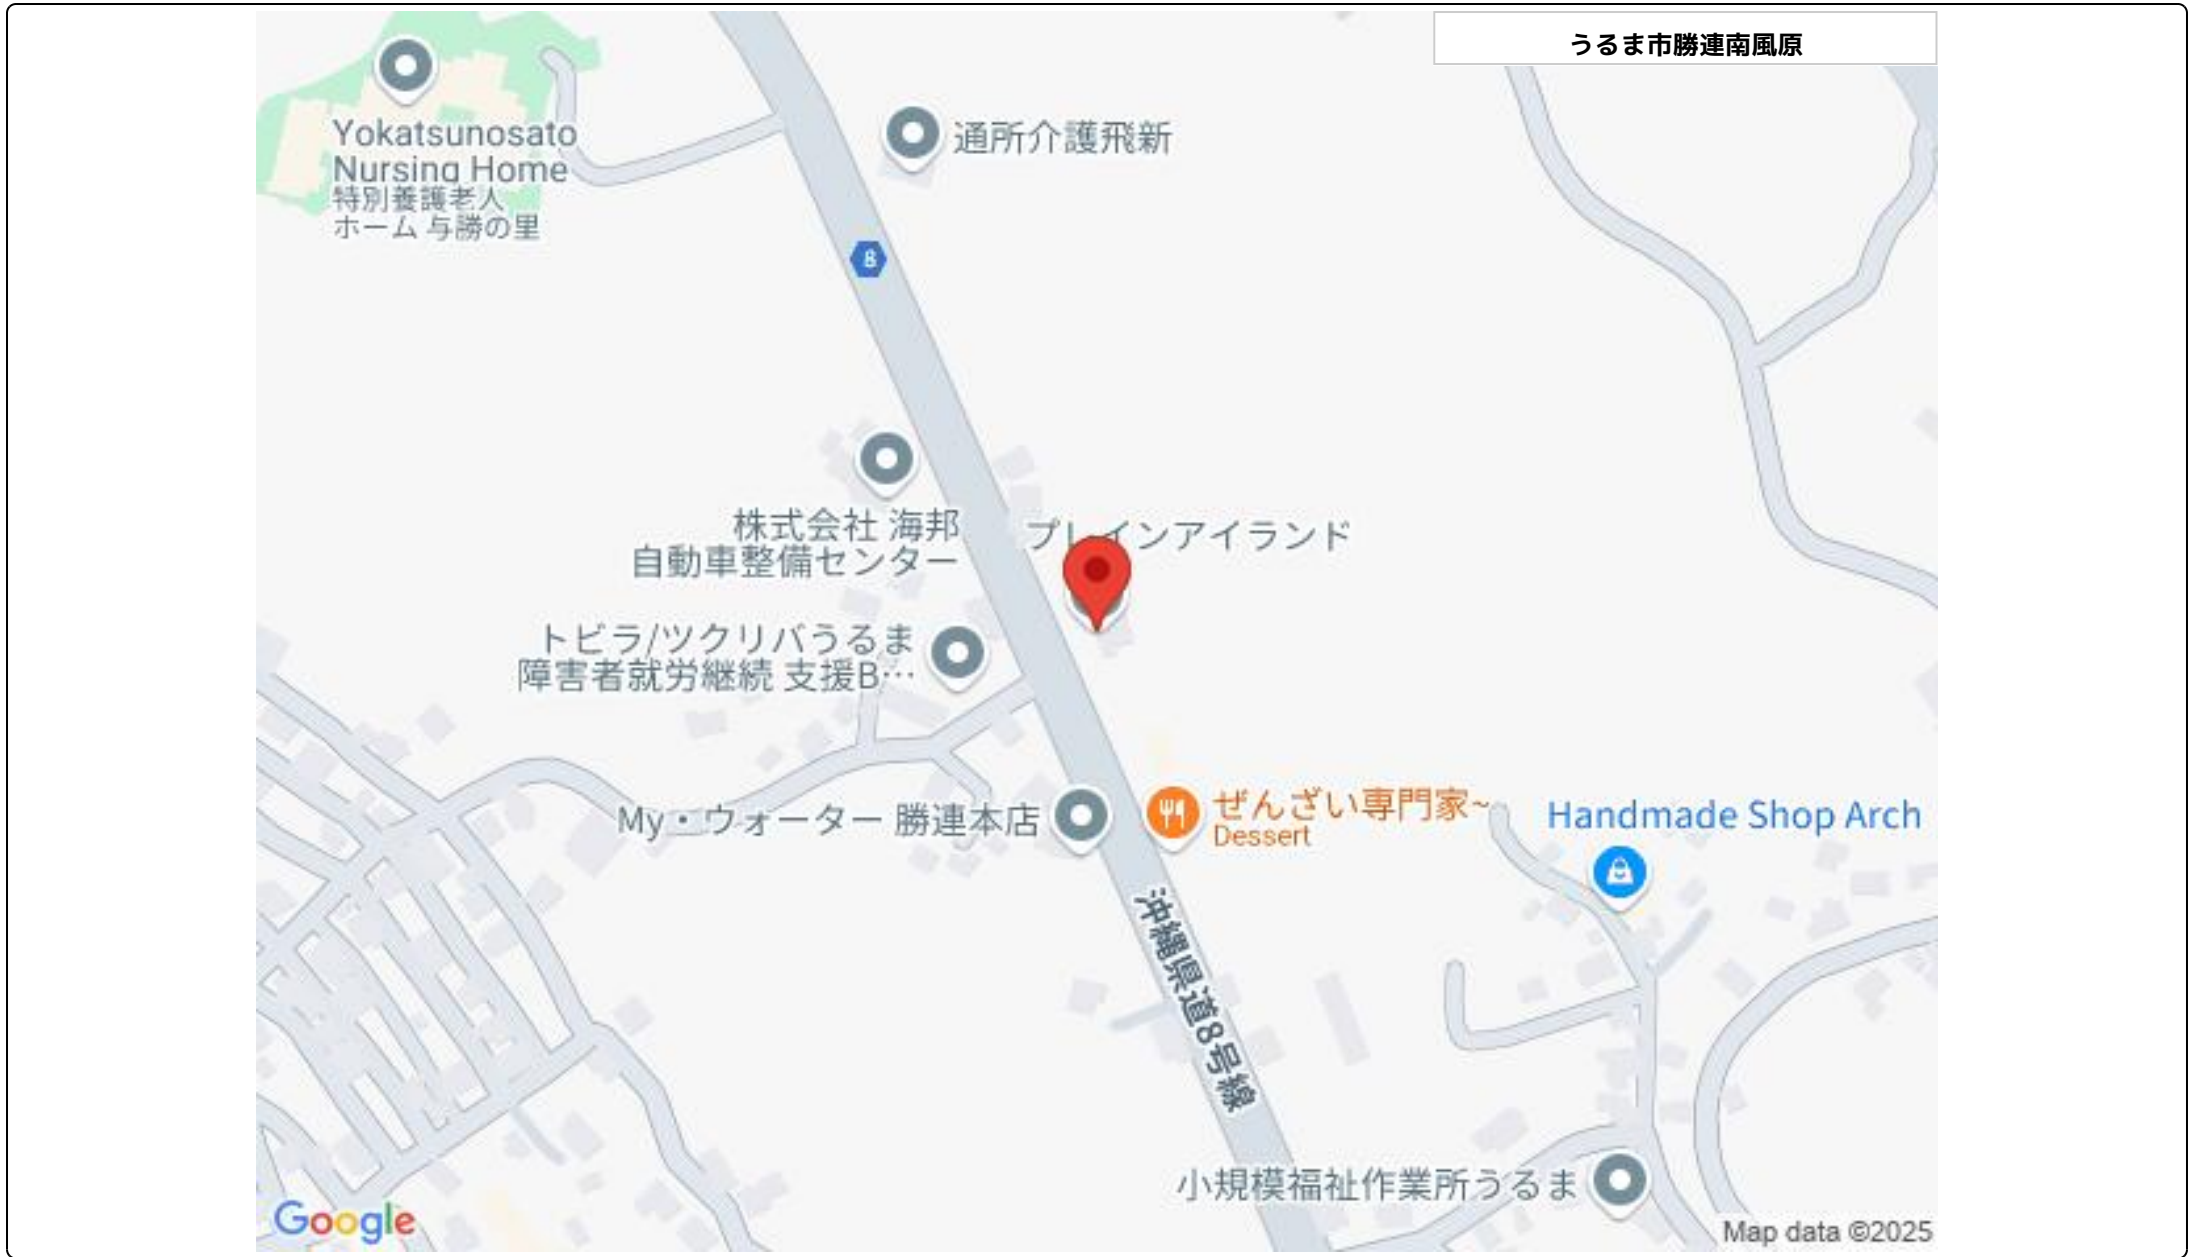 うるま市勝連南風原
Yokatsunosato
Nursing Home
特別養護老人
ホーム 与勝の里
通所介護飛新
8
株式会社 海邦
自動車整備センター
プレインアイランド
トビラ/ツクリバうるま
障害者就労継続 支援B…
My・ウォーター 勝連本店
ぜんざい専門家~
Dessert
Handmade Shop Arch
沖縄県道8号線
小規模福祉作業所うるま
Google
Map data ©2025